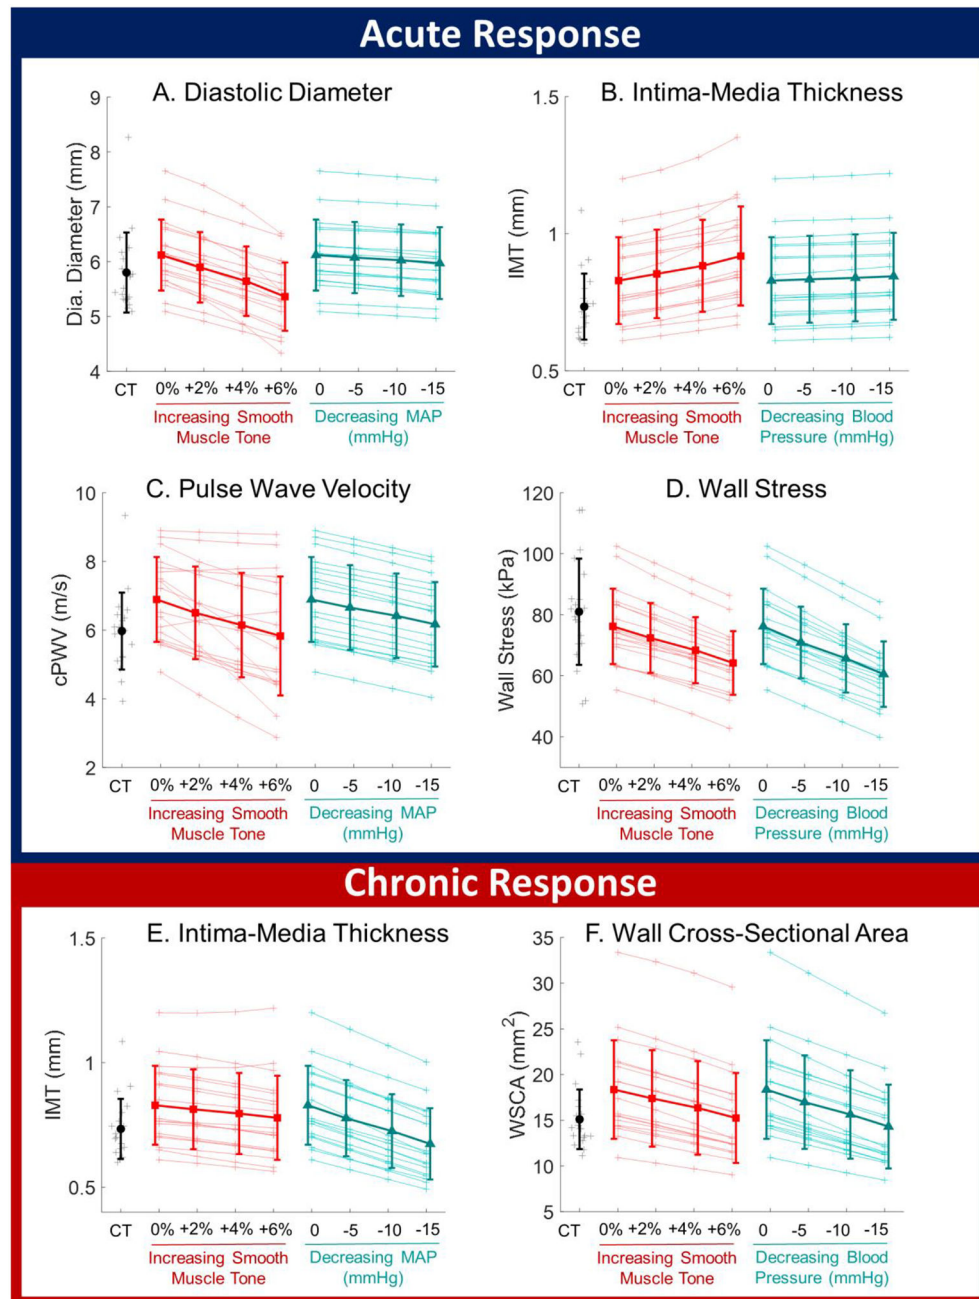 Acute Response
A. Diastolic Diameter
9
8
7
6
5
4
Dia. Diameter (mm)
CT
0% +2% +4% +6%
Increasing Smooth
Muscle Tone
0 -5 -10 -15
Decreasing MAP
(mmHg)
B. Intima-Media Thickness
1.5
1
0.5
IMT (mm)
CT
0% +2% +4% +6%
Increasing Smooth
Muscle Tone
0 -5 -10 -15
Decreasing Blood
Pressure (mmHg)
C. Pulse Wave Velocity
10
8
6
4
2
cPWV (m/s)
CT
0% +2% +4% +6%
Increasing Smooth
Muscle Tone
0 -5 -10 -15
Decreasing MAP
(mmHg)
D. Wall Stress
120
100
80
60
40
Wall Stress (kPa)
CT
0% +2% +4% +6%
Increasing Smooth
Muscle Tone
0 -5 -10 -15
Decreasing Blood
Pressure (mmHg)
Chronic Response
E. Intima-Media Thickness
1.5
1
0.5
IMT (mm)
CT
0% +2% +4% +6%
Increasing Smooth
Muscle Tone
0 -5 -10 -15
Decreasing MAP
(mmHg)
F. Wall Cross-Sectional Area
35
30
25
20
15
10
5
WSCA (mm²)
CT
0% +2% +4% +6%
Increasing Smooth
Muscle Tone
0 -5 -10 -15
Decreasing Blood
Pressure (mmHg)